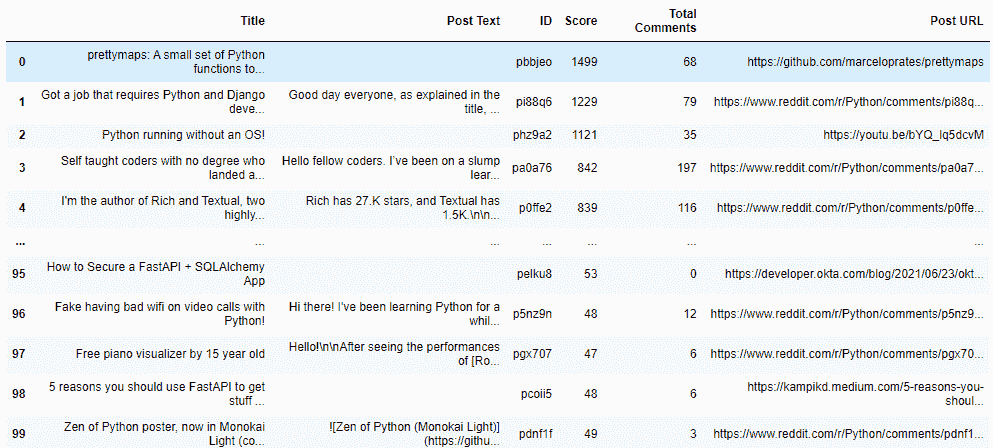 Title Post Text ID Score Total Comments Post URL
0 prettymaps: A small set of Python functions to... pbbjeo 1499 68 https://github.com/marceloprates/prettymaps
1 Got a job that requires Python and Django deve... Good day everyone, as explained in the title, ... pi88q6 1229 79 https://www.reddit.com/r/Python/comments/pi88q...
2 Python running without an OS! phz9a2 1121 35 https://youtu.be/bYQ_lq5dcvM
3 Self taught coders with no degree who landed a... Hello fellow coders. I've been on a slump lear... pa0a76 842 197 https://www.reddit.com/r/Python/comments/pa0a7...
4 I'm the author of Rich and Textual, two highly... Rich has 27.K stars, and Textual has 1.5K.\n\n... p0ffe2 839 116 https://www.reddit.com/r/Python/comments/p0ffe...
... ... ... ... ... ... ...
95 How to Secure a FastAPI + SQLAlchemy App pelku8 53 0 https://developer.okta.com/blog/2021/06/23/okt...
96 Fake having bad wifi on video calls with Python! Hi there! I've been learning Python for a whil... p5nz9n 48 12 https://www.reddit.com/r/Python/comments/p5nz9...
97 Free piano visualizer by 15 year old Hello!\n\nAfter seeing the performances of [Ro... pgx707 47 6 https://www.reddit.com/r/Python/comments/pgx70...
98 5 reasons you should use FastAPI to get stuff ... pcoii5 48 6 https://kampikd.medium.com/5-reasons-you-shoul...
99 Zen of Python poster, now in Monokai Light (co... ![Zen of Python (Monokai Light)](https://githu... pdnf1f 49 3 https://www.reddit.com/r/Python/comments/pdnf1...